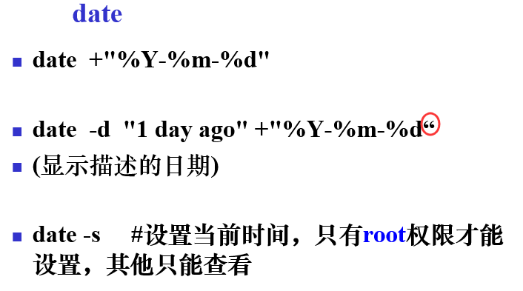 date
date +"%Y-%m-%d"
date -d "1 day ago" +"%Y-%m-%d“
(显示描述的日期)
date -s #设置当前时间，只有root权限才能
设置，其他只能查看